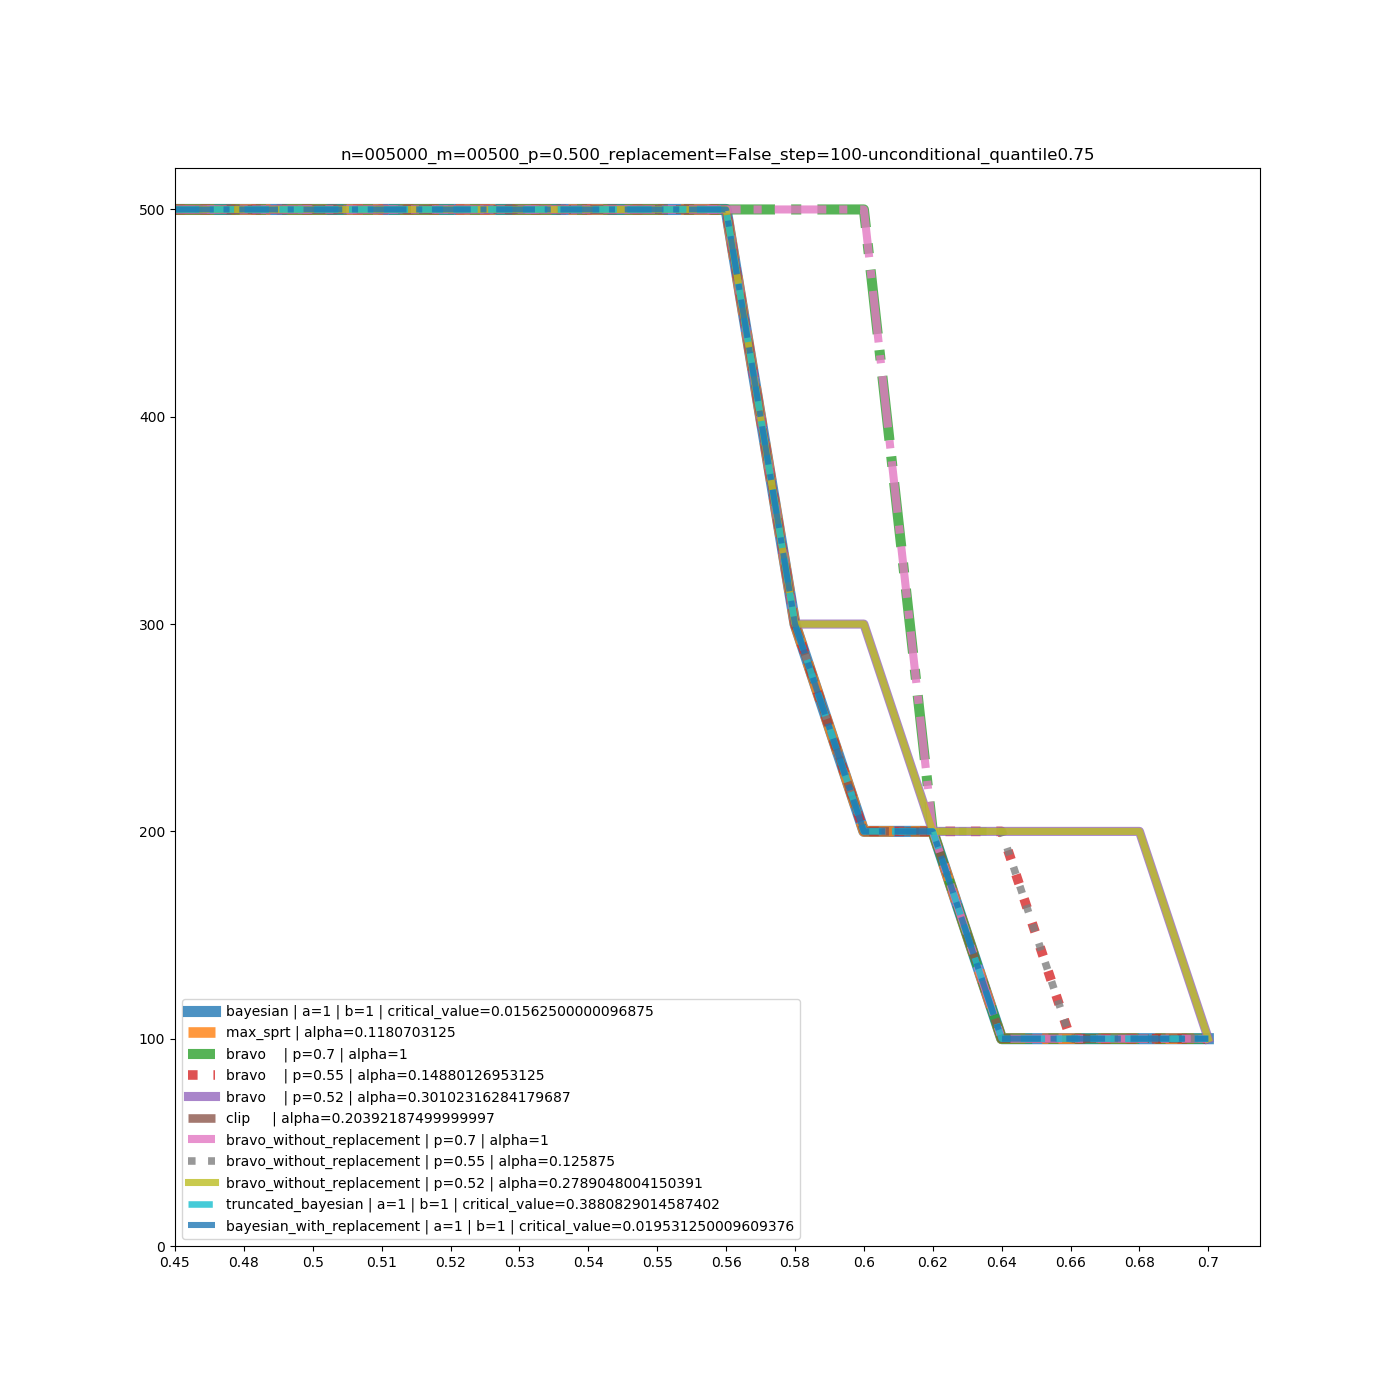 n=005000_m=00500_p=0.500_replacement=False_step=100-unconditional_quantile0.75
500
400
300
200
100
0
bayesian | a=1 | b=1 | critical_value=0.01562500000096875
max_sprt | alpha=0.1180703125
bravo | p=0.7 | alpha=1
bravo | p=0.55 | alpha=0.14880126953125
bravo | p=0.52 | alpha=0.30102316284179687
clip | alpha=0.20392187499999997
bravo_without_replacement | p=0.7 | alpha=1
bravo_without_replacement | p=0.55 | alpha=0.125875
bravo_without_replacement | p=0.52 | alpha=0.2789048004150391
truncated_bayesian | a=1 | b=1 | critical_value=0.3880829014587402
bayesian_with_replacement | a=1 | b=1 | critical_value=0.019531250009609376
0.45 0.48 0.5 0.51 0.52 0.53 0.54 0.55 0.56 0.58 0.6 0.62 0.64 0.66 0.68 0.7